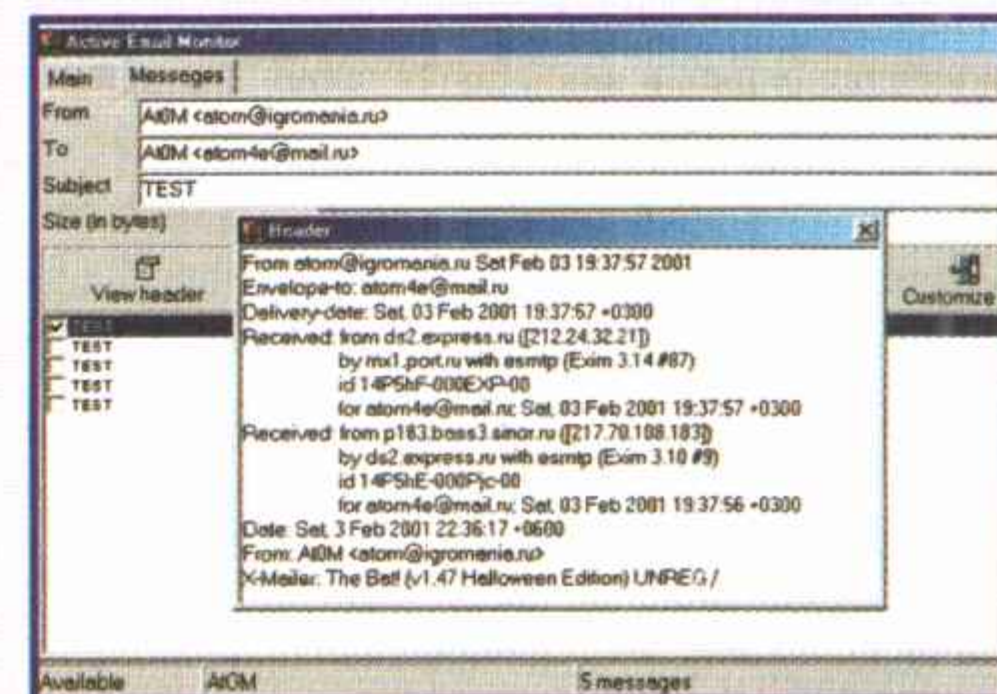 Active Email Monitor
Main Messages
From At0M <atom@igromania.ru>
To At0M <atom4e@mail.ru>
Subject TEST
Size (in bytes)
Header
View header
Customize
From atom@igromania.ru Sat Feb 03 19:37:57 2001
Envelope-to: atom4e@mail.ru
Delivery-date: Sat, 03 Feb 2001 19:37:57 +0300
Received: from ds2.express.ru ([212.24.32.21])
by mx1.port.ru with esmtp (Exim 3.14 #87)
id 14P5hF-000EXP-00
for atom4e@mail.ru; Sat, 03 Feb 2001 19:37:57 +0300
Received: from p183.bass3.sinor.ru ([217.70.108.183])
by ds2.express.ru with esmtp (Exim 3.10 #9)
id 14P5hE-000Pjc-00
for atom4e@mail.ru; Sat, 03 Feb 2001 19:37:56 +0300
Date: Sat, 3 Feb 2001 22:36:17 +0600
From: At0M <atom@igromania.ru>
X-Mailer: The Bat! (v1.47 Halloween Edition) UNREG /
TEST
TEST
TEST
TEST
TEST
Available At0M 5 messages